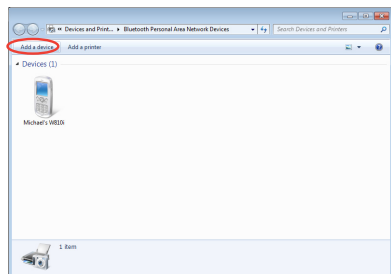 « Devices and Print... ▸ Bluetooth Personal Area Network Devices
Search Devices and Printers
Add a device Add a printer
Devices (1)
Michael's W810i
1 item